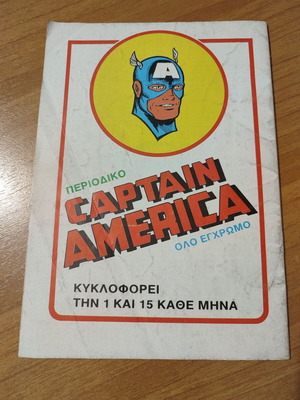 A
ΠΕΡΙΟΔΙΚΟ
CAPTAIN
AMERICA
ΟΛΟ ΕΓΧΡΩΜΟ
ΚΥΚΛΟΦΟΡΕΙ
ΤΗΝ 1 ΚΑΙ 15 ΚΑΘΕ ΜΗΝΑ